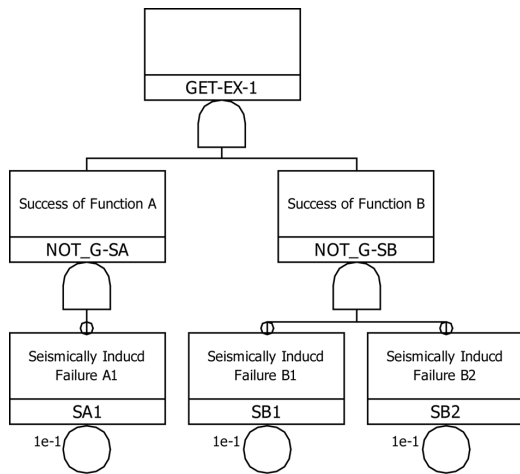 GET-EX-1
Success of Function A
Success of Function B
NOT_G-SA
NOT_G-SB
Seismically Inducd
Failure A1
Seismically Inducd
Failure B1
Seismically Inducd
Failure B2
SA1
SB1
SB2
1e-1
1e-1
1e-1